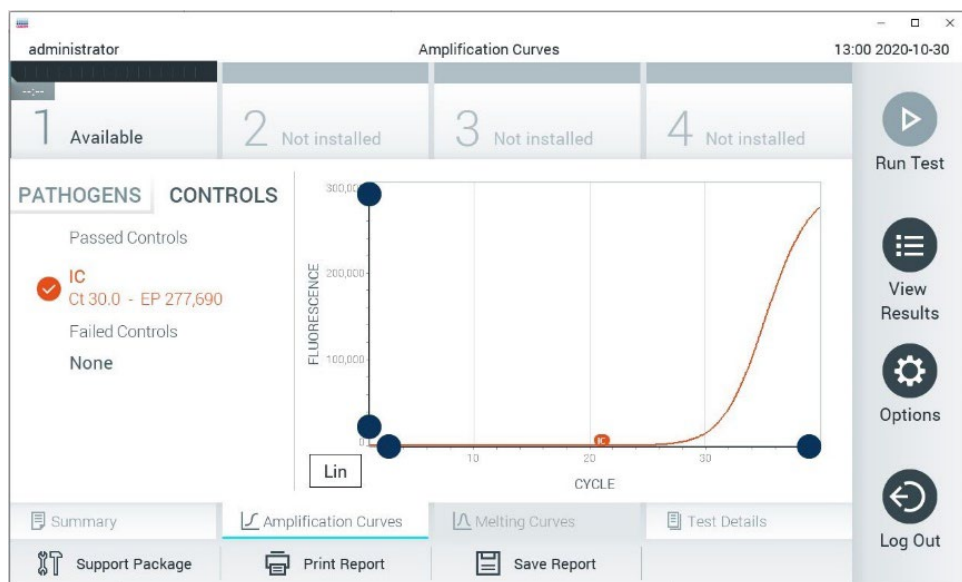 administrator
Amplification Curves
13:00 2020-10-30
--:--
1 Available
2 Not installed
3 Not installed
4 Not installed
Run Test
PATHOGENS
CONTROLS
Passed Controls
IC
Ct 30.0 - EP 277,690
Failed Controls
None
FLUORESCENCE
200,000
100,000
0
10
20
30
IC
CYCLE
Lin
View
Results
Options
Log Out
Summary
Amplification Curves
Melting Curves
Test Details
Support Package
Print Report
Save Report